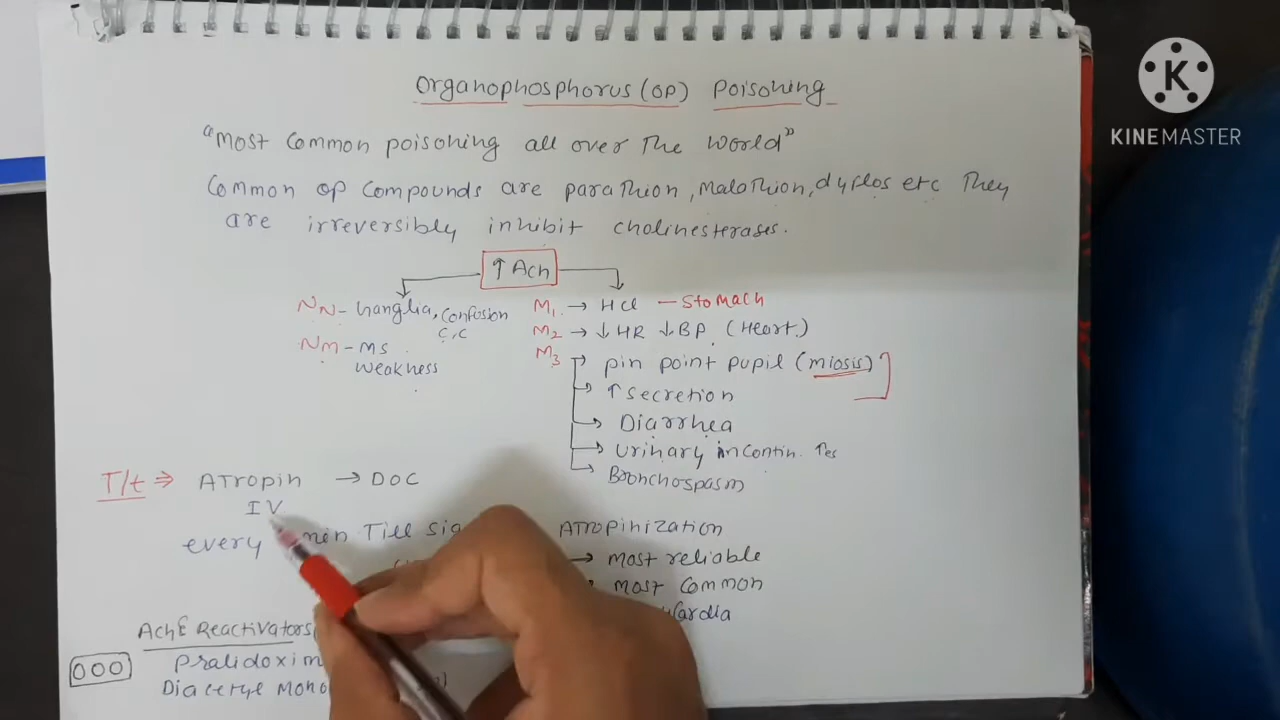 Organophosphorus (OP) Poisoning
"Most Common poisoning all over The World"
Common OP Compounds are parathion, Malathion, dyflos etc They
are irreversibly inhibit cholinesterases.
↑ Ach
NN - Ganglia, Confusion
C,C
NM - MS
Weakness
M1 → HCl - Stomach
M2 → ↓ HR ↓ BP (Heart)
M3 → pin point pupil (miosis)
→ ↑ Secretion
→ Diarrhea
→ Urinary incontin. ↑es
→ Bronchospasm
T/t ⇒ ATropin → DOC
IV
every min Till
ATropinization
→ most reliable
most Common
AchE Reactivators
000
Pralidoxim
Diacetyl Mono
K
KINEMASTER